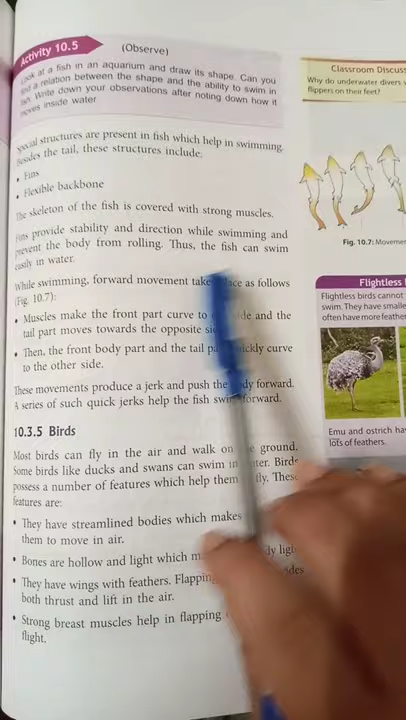 Activity 10.5
(Observe)
Look at a fish in an aquarium and draw its shape. Can you
find a relation between the shape and the ability to swim in
Write down your observations after noting down how it
moves inside water
Special structures are present in fish which help in swimming.
Besides the tail, these structures include:
• Fins
• Flexible backbone
The skeleton of the fish is covered with strong muscles.
Fins provide stability and direction while swimming and
prevent the body from rolling. Thus, the fish can swim
easily in water.
While swimming, forward movement takes place as follows
(Fig. 10.7):
• Muscles make the front part curve to side and the
tail part moves towards the opposite
• Then, the front body part and the tail quickly curve
to the other side.
These movements produce a jerk and push the body forward.
A series of such quick jerks help the fish swim forward.
10.3.5 Birds
Most birds can fly in the air and walk on ground.
Some birds like ducks and swans can swim in water. Birds
possess a number of features which help them These
features are:
• They have streamlined bodies which makes
them to move in air.
• Bones are hollow and light which
• They have wings with feathers. Flapping
both thrust and lift in the air.
• Strong breast muscles help in flapping
flight.
Classroom Discuss
Why do underwater divers
flippers on their feet?
Fig. 10.7: Moveme
Flightless
Flightless birds cannot
swim. They have smalle
often have more feather
Emu and ostrich ha
lots of feathers.